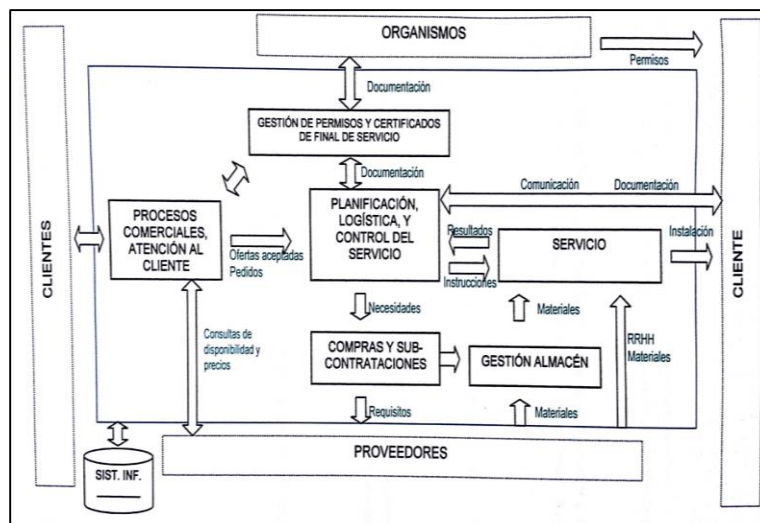 ORGANISMOS
Permisos
Documentación
GESTIÓN DE PERMISOS Y CERTIFICADOS
DE FINAL DE SERVICIO
Documentación
CLIENTES
PROCESOS
COMERCIALES,
ATENCIÓN AL
CLIENTE
Ofertas aceptadas
Pedidos
PLANIFICACIÓN,
LOGÍSTICA, Y
CONTROL DEL
SERVICIO
Comunicación
Documentación
Resultados
Instrucciones
SERVICIO
Instalación
CLIENTE
Necesidades
Materiales
RRHH
Materiales
Consultas de
disponibilidad y
precios
COMPRAS Y SUB-
CONTRATACIONES
GESTIÓN ALMACÉN
Requisitos
Materiales
PROVEEDORES
SIST. INF.